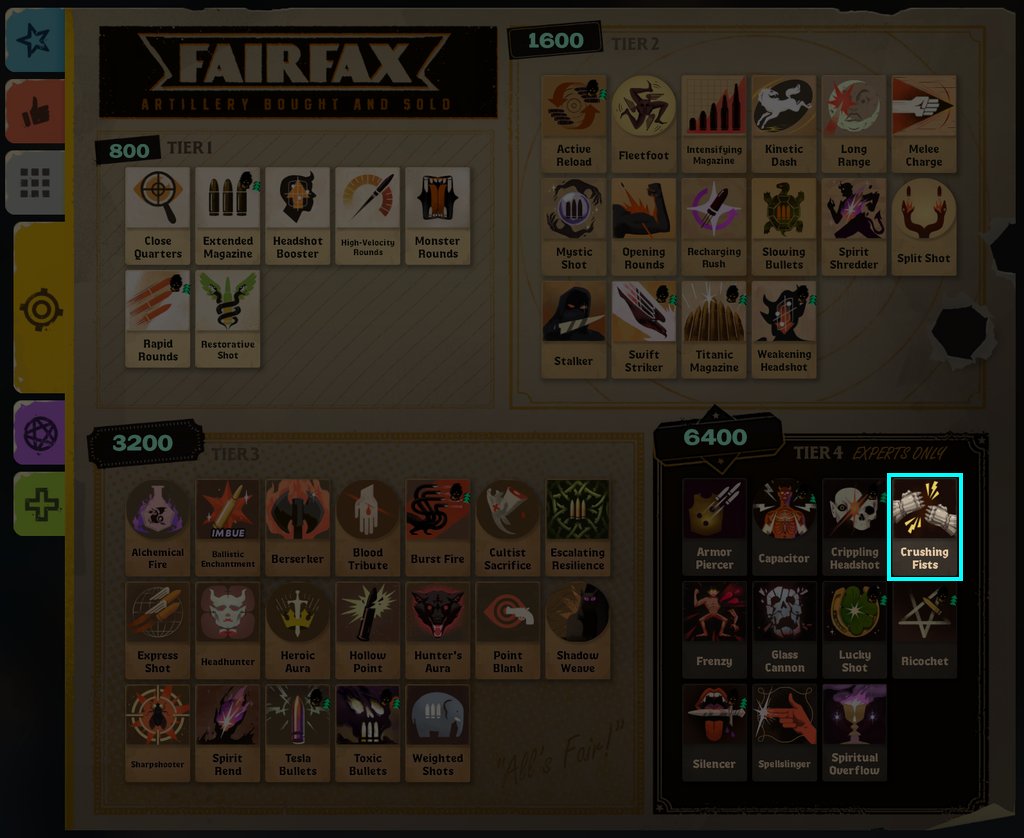 FAIRFAX
ARTILLERY BOUGHT AND SOLD
800 TIER 1
Close Quarters
Extended Magazine
Headshot Booster
High-Velocity Rounds
Monster Rounds
Rapid Rounds
Restorative Shot
1600 TIER 2
Active Reload
Fleetfoot
Intensifying Magazine
Kinetic Dash
Long Range
Melee Charge
Mystic Shot
Opening Rounds
Recharging Rush
Slowing Bullets
Spirit Shredder
Split Shot
Stalker
Swift Striker
Titanic Magazine
Weakening Headshot
3200 TIER 3
Alchemical Fire
IMBUE
Ballistic Enchantment
Berserker
Blood Tribute
Burst Fire
Cultist Sacrifice
Escalating Resilience
Express Shot
Headhunter
Heroic Aura
Hollow Point
Hunter's Aura
Point Blank
Shadow Weave
Sharpshooter
Spirit Rend
Tesla Bullets
Toxic Bullets
Weighted Shots
"All's Fair!"
6400 TIER 4 EXPERTS ONLY
Armor Piercer
Capacitor
Crippling Headshot
Crushing Fists
Frenzy
Glass Cannon
Lucky Shot
Ricochet
Silencer
Spellslinger
Spiritual Overflow